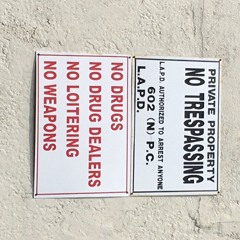 PRIVATE PROPERTY
NO TRESPASSING
L.A.P.D. AUTHORIZED TO ARREST ANYONE
602 (N) P.C.
L.A.P.D.
NO DRUGS
NO DRUG DEALERS
NO LOITERING
NO WEAPONS